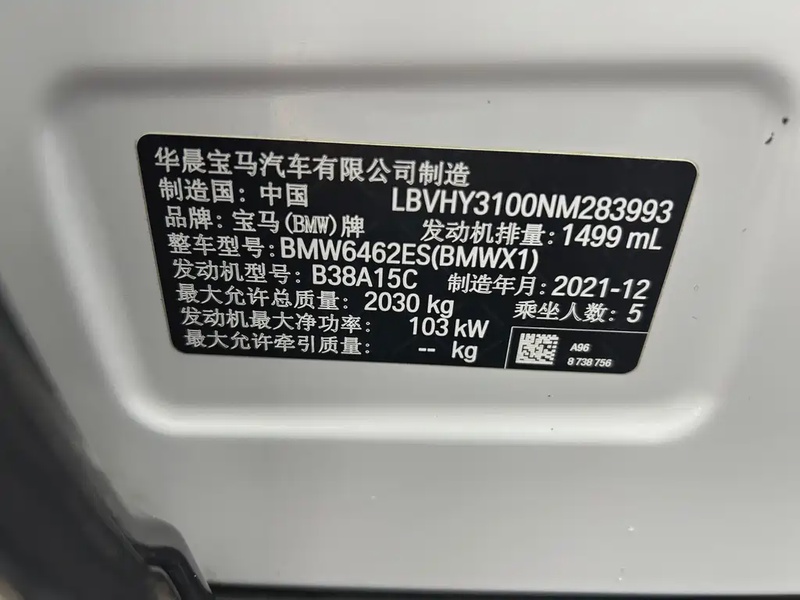 华晨宝马汽车有限公司制造
制造国: 中国 LBVHY3100NM283993
品牌: 宝马(BMW)牌 发动机排量: 1499 mL
整车型号: BMW6462ES(BMWX1)
发动机型号: B38A15C 制造年月: 2021-12
最大允许总质量: 2030 kg 乘坐人数: 5
发动机最大净功率: 103 kW
最大允许牵引质量: -- kg
A96
8 738 756